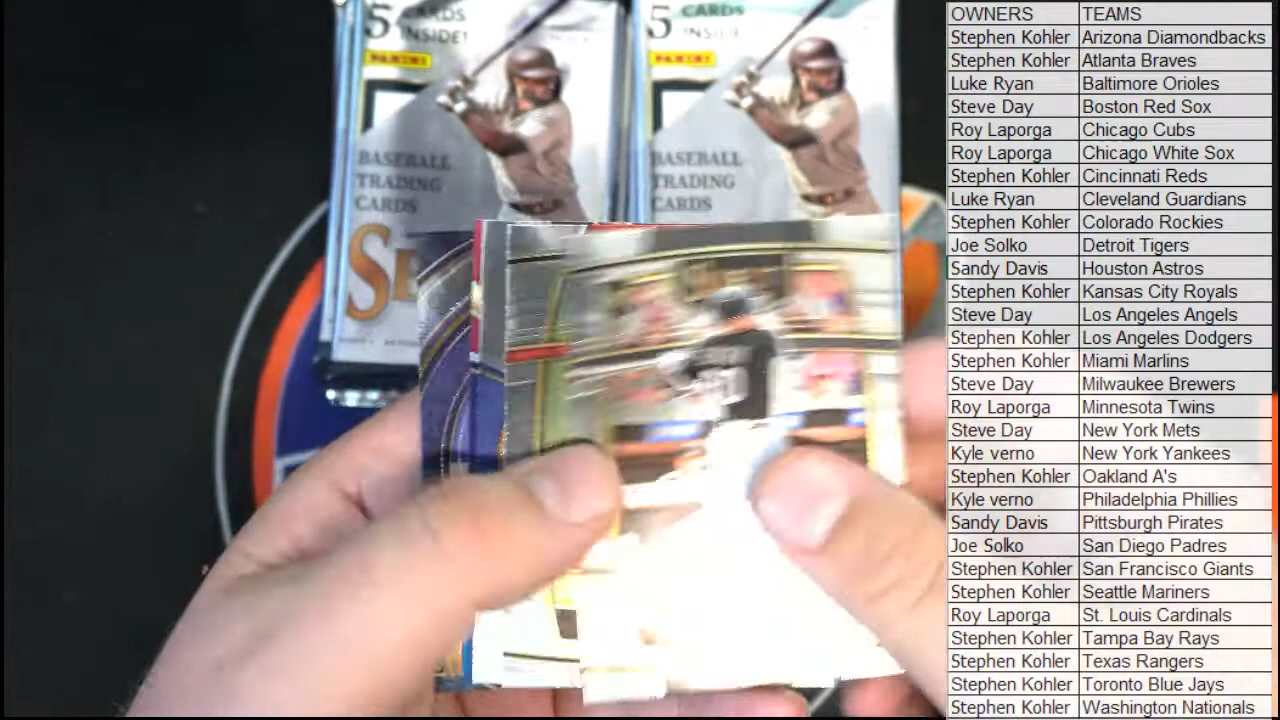 5 CARDS
INSIDE!
PANINI
BASEBALL
TRADING
CARDS
SE
5 CARDS
PANINI
BASEBALL
TRADING
CARDS
OWNERS TEAMS
Stephen Kohler Arizona Diamondbacks
Stephen Kohler Atlanta Braves
Luke Ryan Baltimore Orioles
Steve Day Boston Red Sox
Roy Laporga Chicago Cubs
Roy Laporga Chicago White Sox
Stephen Kohler Cincinnati Reds
Luke Ryan Cleveland Guardians
Stephen Kohler Colorado Rockies
Joe Solko Detroit Tigers
Sandy Davis Houston Astros
Stephen Kohler Kansas City Royals
Steve Day Los Angeles Angels
Stephen Kohler Los Angeles Dodgers
Stephen Kohler Miami Marlins
Steve Day Milwaukee Brewers
Roy Laporga Minnesota Twins
Steve Day New York Mets
Kyle verno New York Yankees
Stephen Kohler Oakland A's
Kyle verno Philadelphia Phillies
Sandy Davis Pittsburgh Pirates
Joe Solko San Diego Padres
Stephen Kohler San Francisco Giants
Stephen Kohler Seattle Mariners
Roy Laporga St. Louis Cardinals
Stephen Kohler Tampa Bay Rays
Stephen Kohler Texas Rangers
Stephen Kohler Toronto Blue Jays
Stephen Kohler Washington Nationals